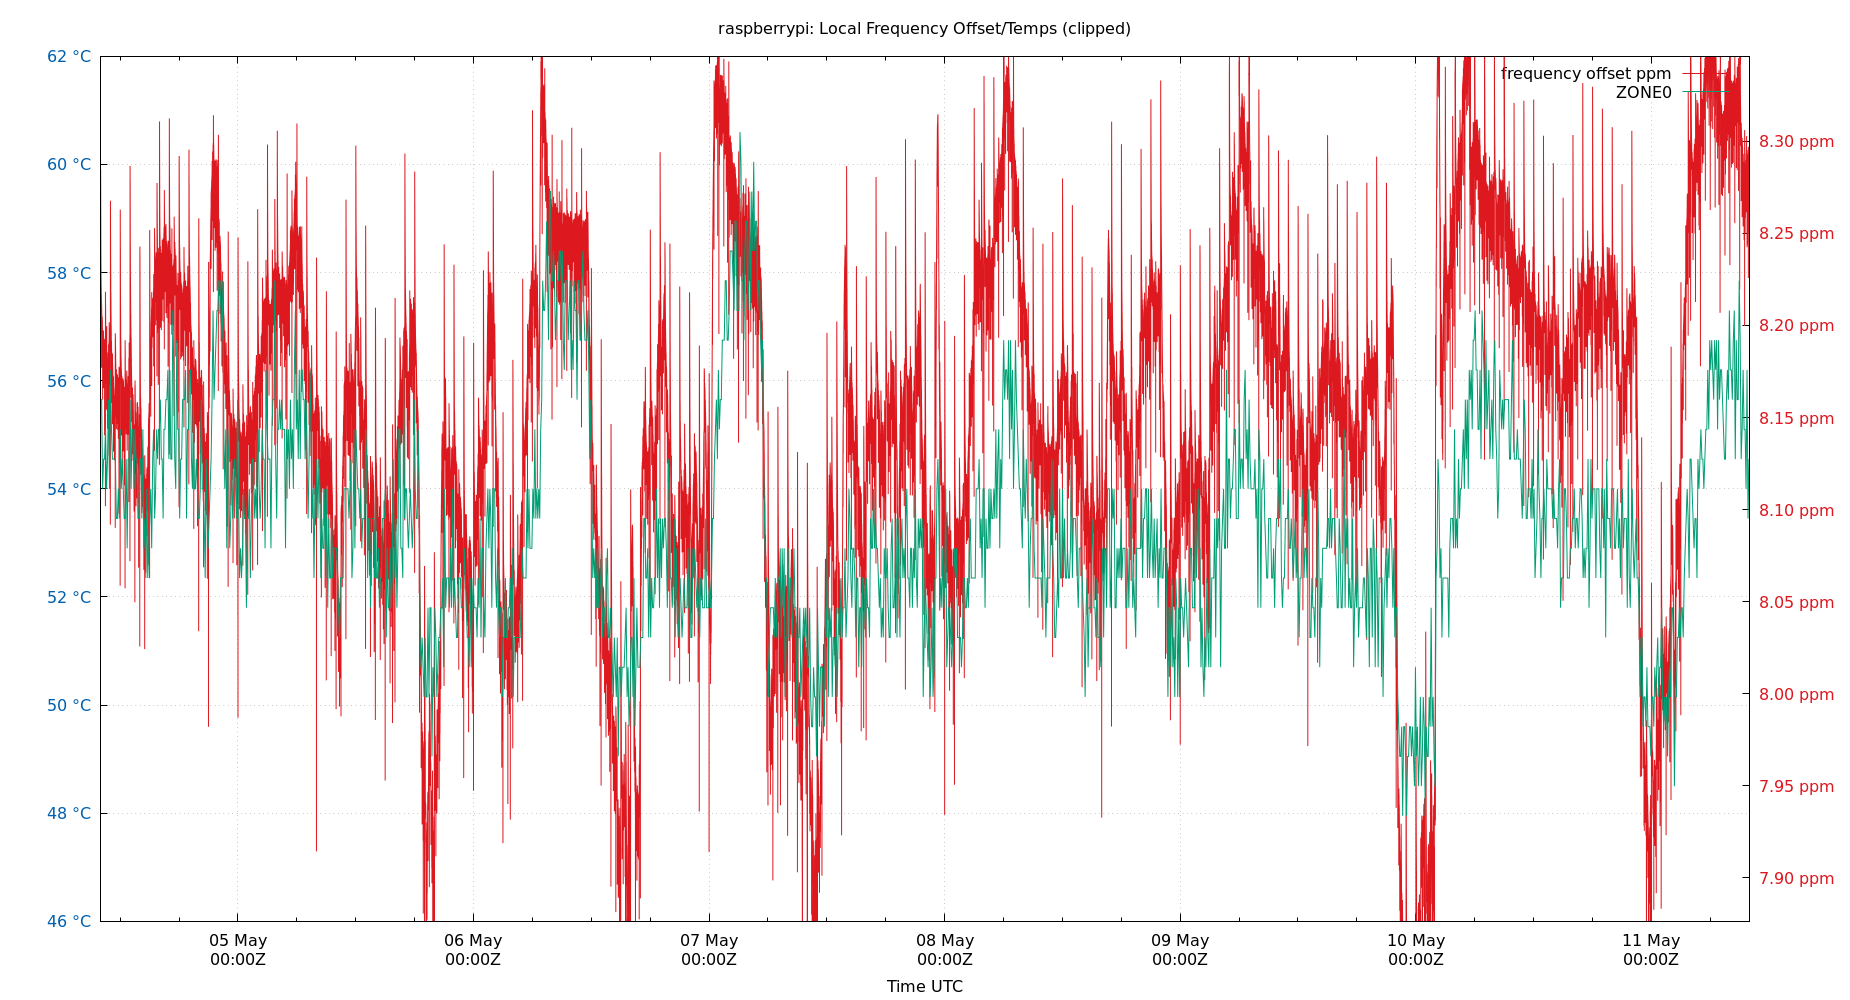 raspberrypi: Local Frequency Offset/Temps (clipped)
62 °C
60 °C
58 °C
56 °C
54 °C
52 °C
50 °C
48 °C
46 °C
frequency offset ppm
ZONE0
8.30 ppm
8.25 ppm
8.20 ppm
8.15 ppm
8.10 ppm
8.05 ppm
8.00 ppm
7.95 ppm
7.90 ppm
05 May
00:00Z
06 May
00:00Z
07 May
00:00Z
08 May
00:00Z
09 May
00:00Z
10 May
00:00Z
11 May
00:00Z
Time UTC